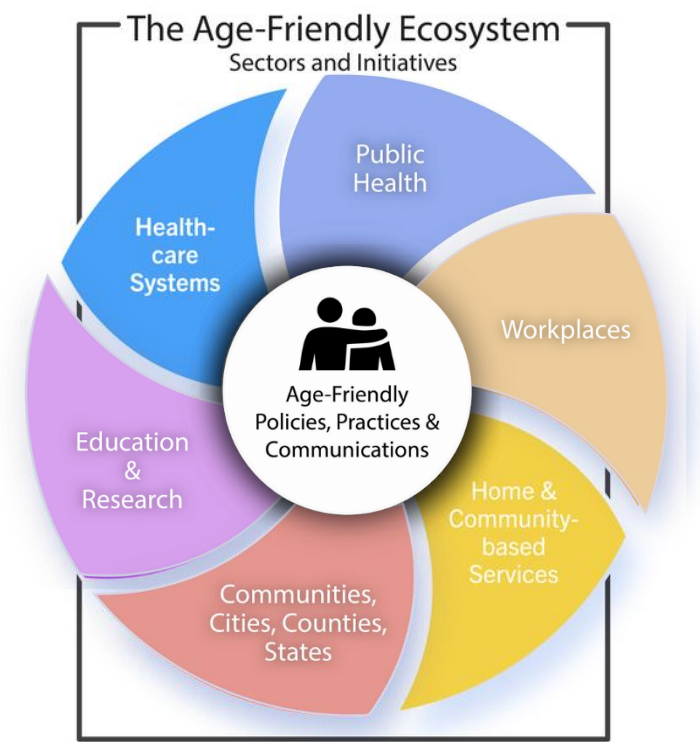 The Age-Friendly Ecosystem
Sectors and Initiatives
Public
Health
Health-
care
Systems
Workplaces
Age-Friendly
Policies, Practices &
Communications
Education
&
Research
Home &
Community-
based
Services
Communities,
Cities, Counties,
States